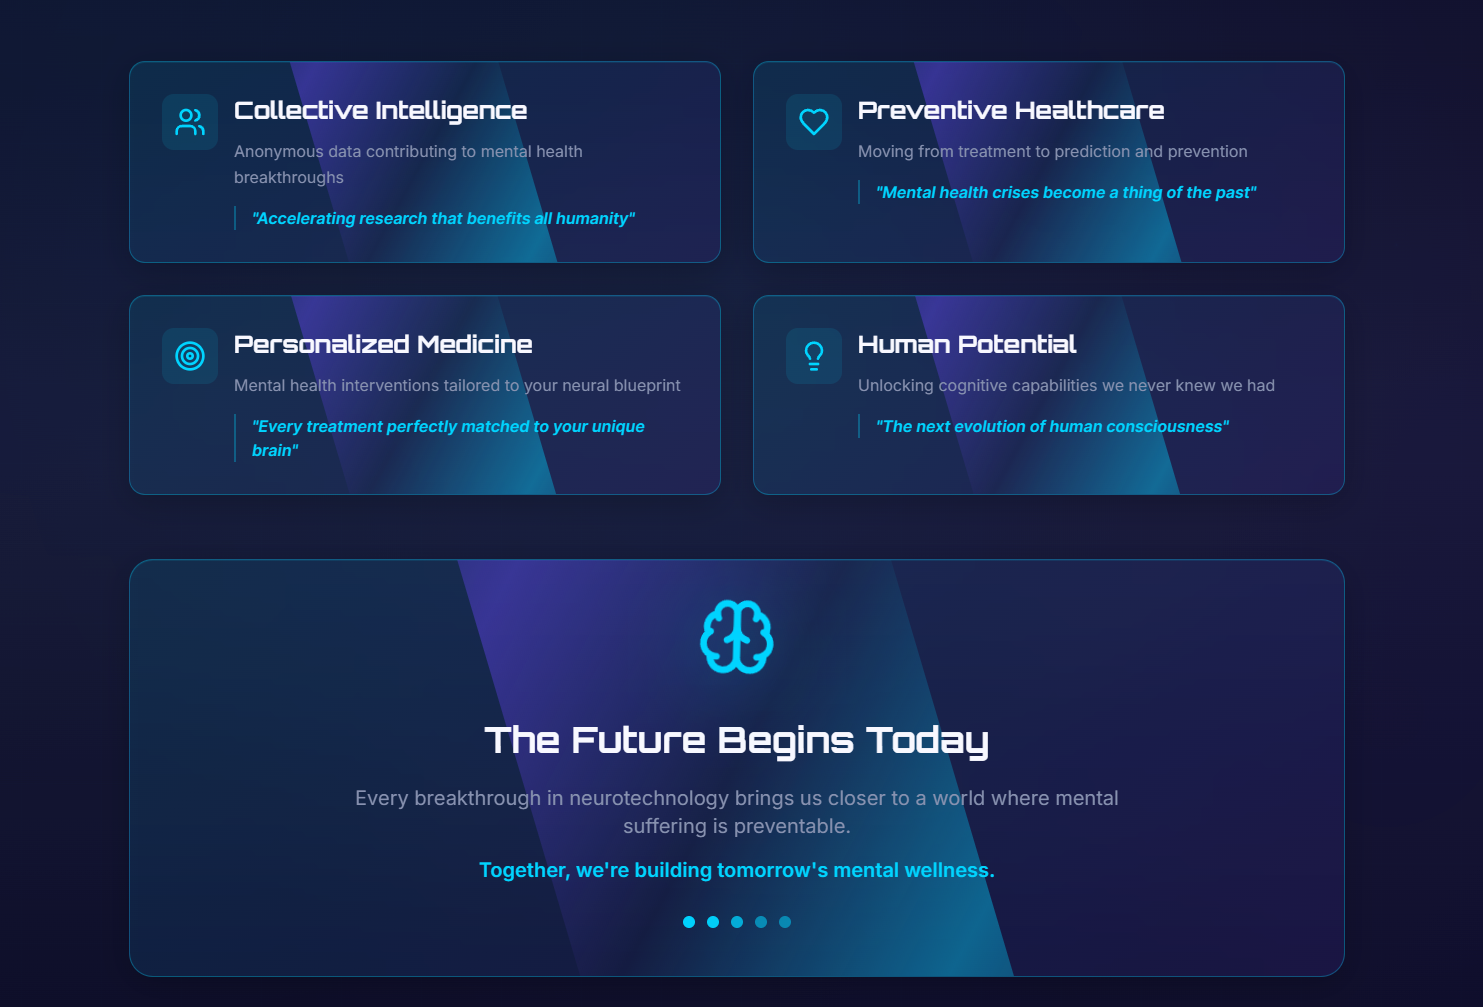 Collective Intelligence
Anonymous data contributing to mental health
breakthroughs
"Accelerating research that benefits all humanity"
Preventive Healthcare
Moving from treatment to prediction and prevention
"Mental health crises become a thing of the past"
Personalized Medicine
Mental health interventions tailored to your neural blueprint
"Every treatment perfectly matched to your unique
brain"
Human Potential
Unlocking cognitive capabilities we never knew we had
"The next evolution of human consciousness"
The Future Begins Today
Every breakthrough in neurotechnology brings us closer to a world where mental
suffering is preventable.
Together, we're building tomorrow's mental wellness.